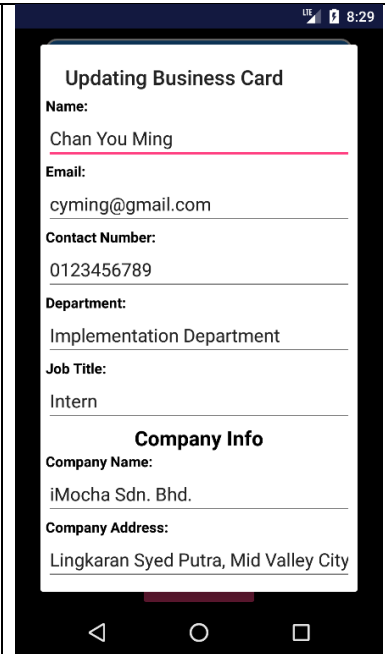 LTE 8:29
Updating Business Card
Name:
Chan You Ming
Email:
cyming@gmail.com
Contact Number:
0123456789
Department:
Implementation Department
Job Title:
Intern
Company Info
Company Name:
iMocha Sdn. Bhd.
Company Address:
Lingkaran Syed Putra, Mid Valley City